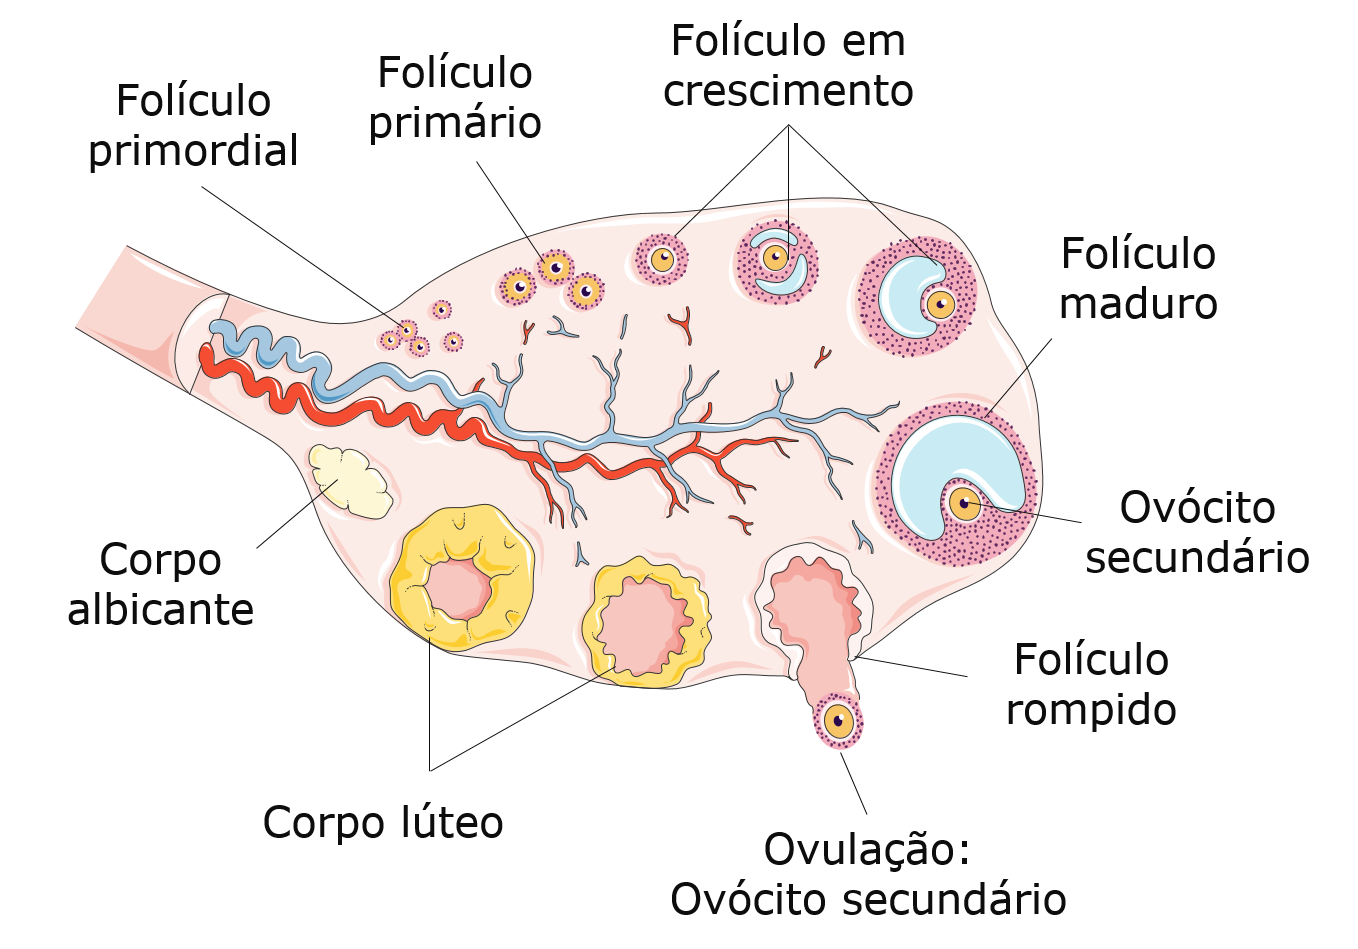 Folículo
primordial
Folículo
primário
Folículo em
crescimento
Folículo
maduro
Ovócito
secundário
Folículo
rompido
Ovulação:
Ovócito secundário
Corpo lúteo
Corpo
albicante